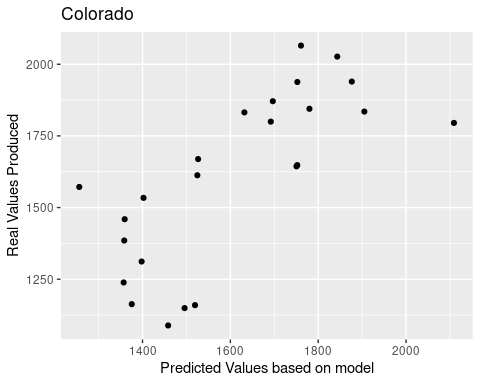 Colorado
Real Values Produced
2000
1750
1500
1250
1400 1600 1800 2000
Predicted Values based on model